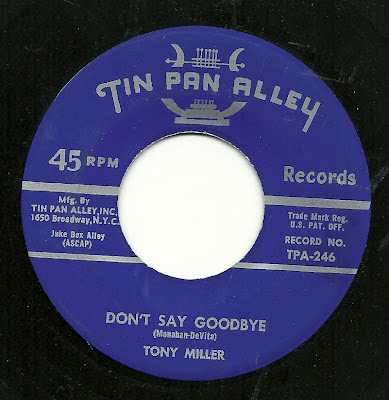 TIN PAN ALLEY
45 RPM
Records
Mfg. By
TIN PAN ALLEY, INC.
1650 Broadway, N.Y.C.
Juke Box Alley
(ASCAP)
Trade Mark Reg.
U.S. PAT. OFF.
RECORD NO.
TPA-246
DON'T SAY GOODBYE
(Monahan-DeVita)
TONY MILLER